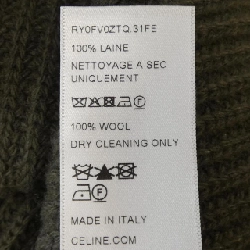 RY0FV0ZTQ.31FE
100% LAINE
NETTOYAGE A SEC
UNIQUEMENT
100% WOOL
DRY CLEANING ONLY
MADE IN ITALY
CELINE.COM